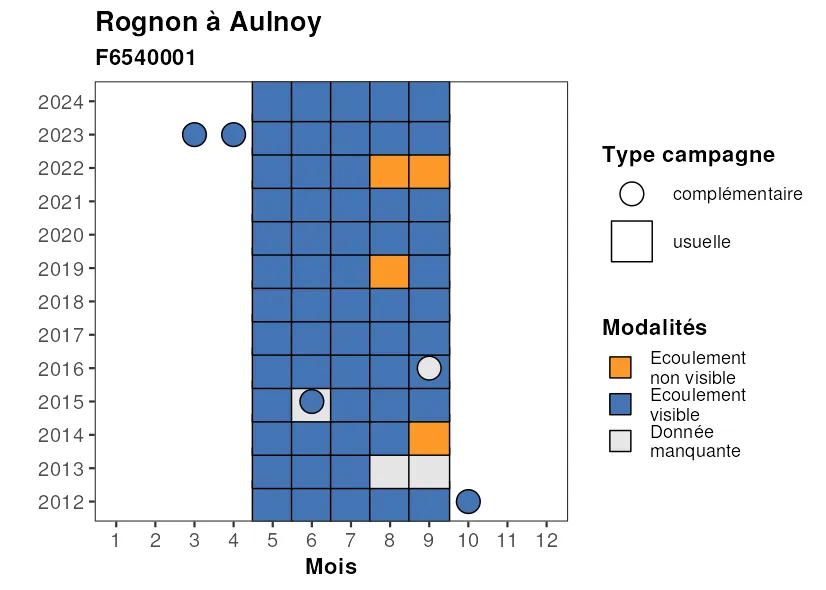 Rognon à Aulnoy
F6540001
2024
2023
2022
2021
2020
2019
2018
2017
2016
2015
2014
2013
2012
1 2 3 4 5 6 7 8 9 10 11 12
Mois
Type campagne
complémentaire
usuelle
Modalités
Ecoulement
non visible
Ecoulement
visible
Donnée
manquante